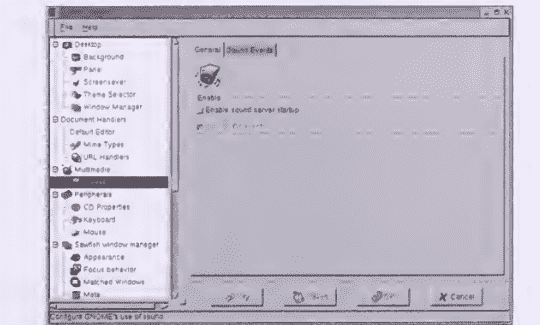 File Help
Desktop
Background
Panel
Screensaver
Theme Selector
Window Manager
Document Handlers
Default Editor
Mime Types
URL Handlers
Multimedia
Peripherals
CD Properties
Keyboard
Mouse
Sawfish window manager
Appearance
Focus behavior
Matched Windows
Meta
General Sound Events
Enable
Enable sound server startup
Cancel
Configure GNOME's use of sound